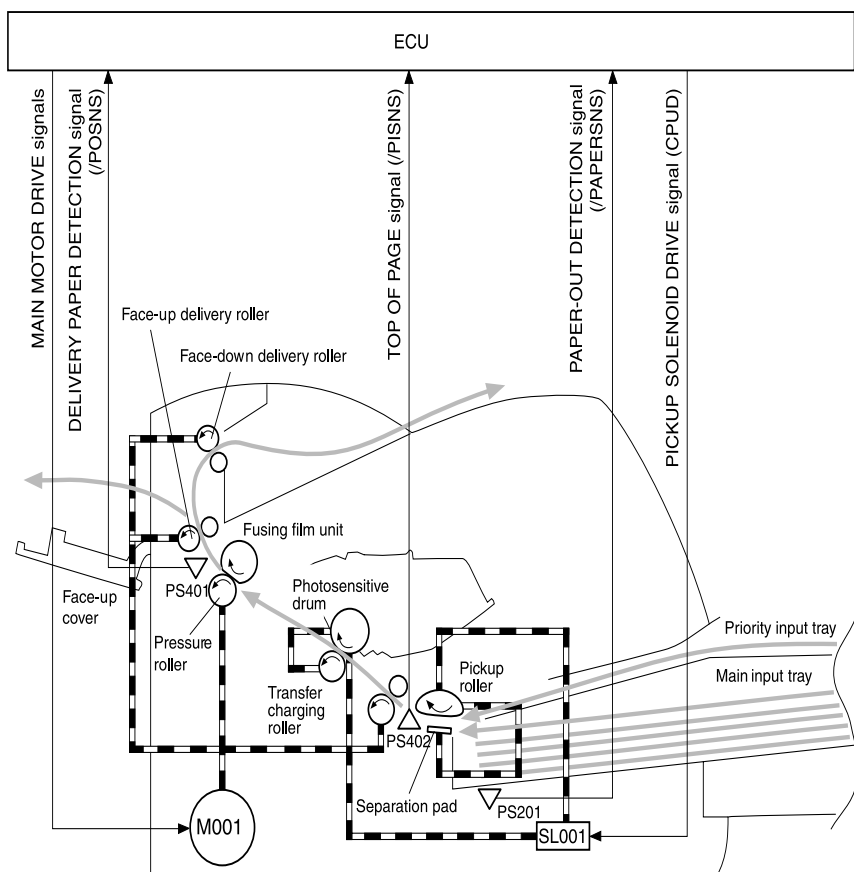 ECU
MAIN MOTOR DRIVE signals
DELIVERY PAPER DETECTION signal
(/POSNS)
TOP OF PAGE signal (/PISNS)
PAPER-OUT DETECTION signal
(/PAPERSNS)
PICKUP SOLENOID DRIVE signal (CPUD)
Face-up delivery roller
Face-down delivery roller
Fusing film unit
PS401
Face-up
cover
Pressure
roller
Photosensitive
drum
Transfer
charging
roller
Pickup
roller
Priority input tray
Main input tray
PS402
Separation pad
PS201
M001
SL001